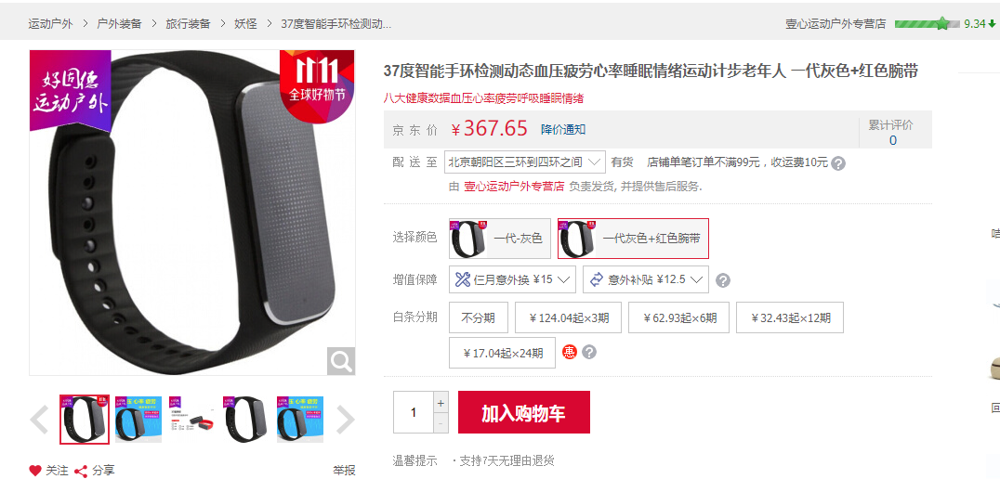 运动户外 > 户外装备 > 旅行装备 > 妖怪 > 37度智能手环检测动...
壹心运动户外专营店 9.34
好同德
运动户外
11.11
全球好物节
37度智能手环检测动态血压疲劳心率睡眠情绪运动计步老年人 一代灰色+红色腕带
八大健康数据血压心率疲劳呼吸睡眠情绪
京东价 ￥367.65 降价通知
累计评价
0
配送至 北京朝阳区三环到四环之间 有货 店铺单笔订单不满99元，收运费10元 ?
由 壹心运动户外专营店 负责发货, 并提供售后服务.
选择颜色 一代-灰色 一代灰色+红色腕带
增值保障 仨月意外换 ¥15 意外补贴 ¥12.5 ?
白条分期 不分期 ￥124.04起×3期 ￥62.93起×6期 ￥32.43起×12期
￥17.04起×24期 惠 ?
1 + - 加入购物车
温馨提示 · 支持7天无理由退货
关注 分享 举报